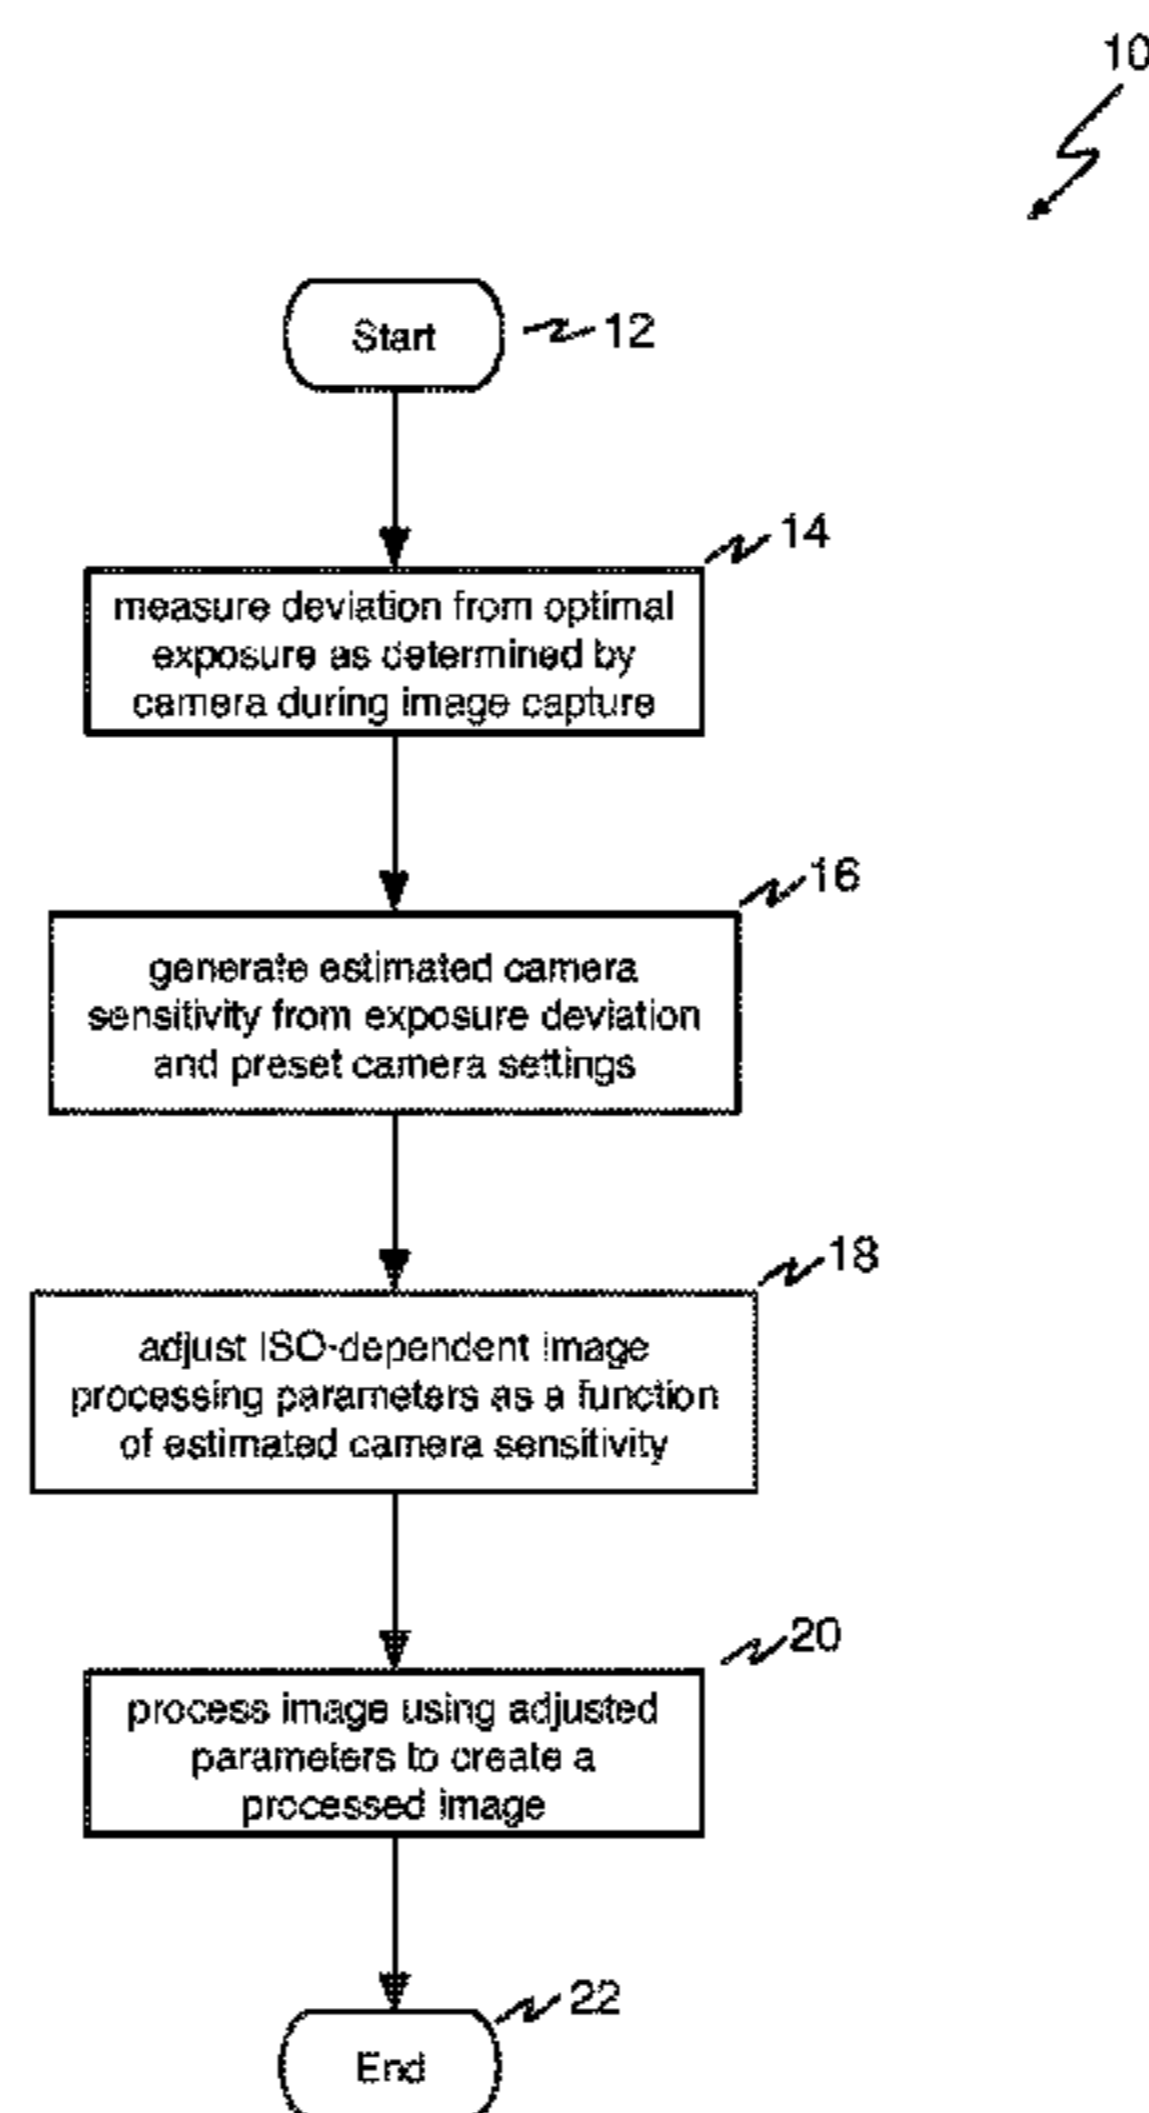 10
Start
12
14
measure deviation from optimal
exposure as determined by
camera during image capture
16
generate estimated camera
sensitivity from exposure deviation
and preset camera settings
18
adjust ISO-dependent image
processing parameters as a function
of estimated camera sensitivity
20
process image using adjusted
parameters to create a
processed image
22
End